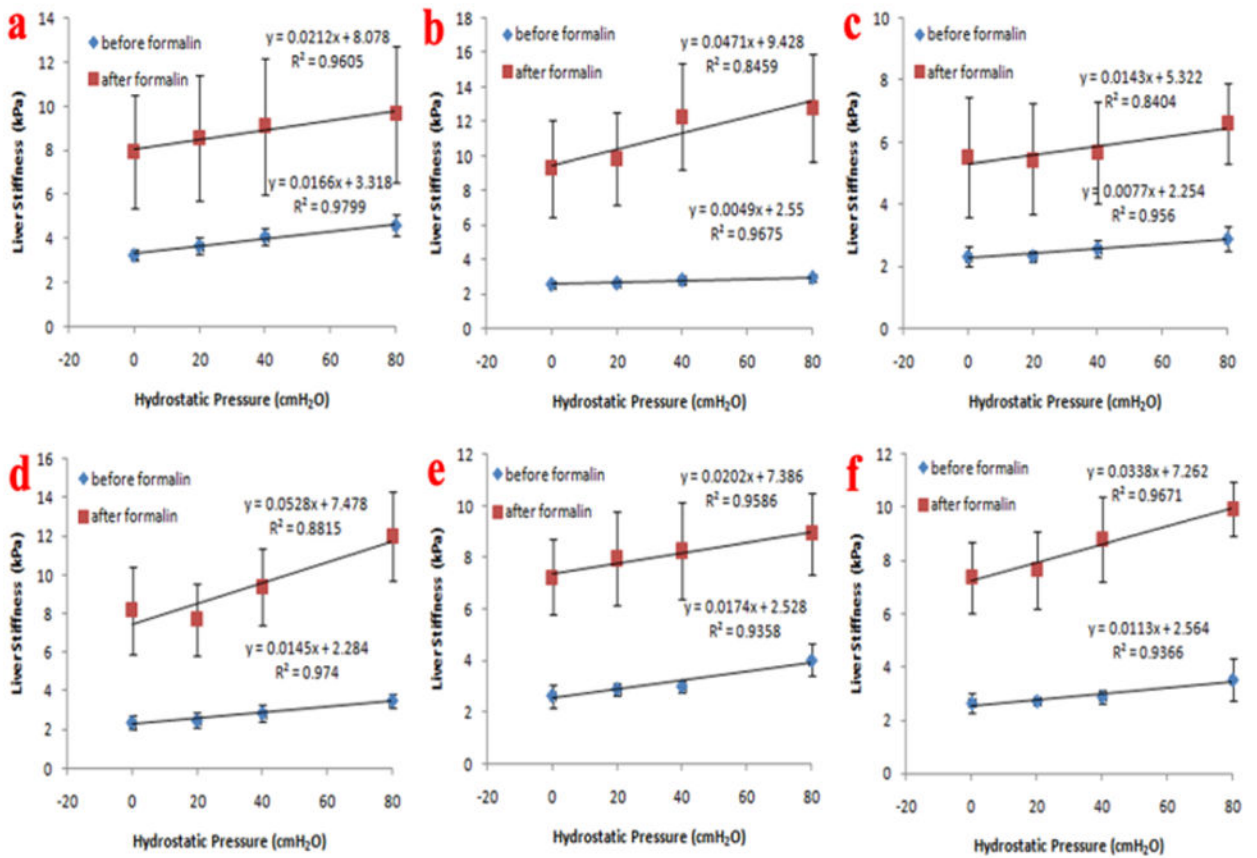 a
14
12
10
8
6
4
2
0
Liver Stiffness (kPa)
before formalin
after formalin
y = 0.0212x + 8.078
R² = 0.9605
y = 0.0166x + 3.318
R² = 0.9799
-20 0 20 40 60 80
Hydrostatic Pressure (cmH₂O)
b
18
16
14
12
10
8
6
4
2
0
Liver Stiffness (kPa)
before formalin
after formalin
y = 0.0471x + 9.428
R² = 0.8459
y = 0.0049x + 2.55
R² = 0.9675
-20 0 20 40 60 80
Hydrostatic Pressure (cmH₂O)
c
10
8
6
4
2
0
Liver Stiffness (kPa)
before formalin
after formalin
y = 0.0143x + 5.322
R² = 0.8404
y = 0.0077x + 2.254
R² = 0.956
-20 0 20 40 60 80
Hydrostatic Pressure (cmH₂O)
d
16
14
12
10
8
6
4
2
0
Liver Stiffness (kPa)
before formalin
after formalin
y = 0.0528x + 7.478
R² = 0.8815
y = 0.0145x + 2.284
R² = 0.974
-20 0 20 40 60 80
Hydrostatic Pressure (cmH₂O)
e
12
10
8
6
4
2
0
Liver Stiffness (kPa)
before formalin
after formalin
y = 0.0202x + 7.386
R² = 0.9586
y = 0.0174x + 2.528
R² = 0.9358
-20 0 20 40 60 80
Hydrostatic Pressure (cmH₂O)
f
12
10
8
6
4
2
0
Liver Stiffness (kPa)
before formalin
after formalin
y = 0.0338x + 7.262
R² = 0.9671
y = 0.0113x + 2.564
R² = 0.9366
-20 0 20 40 60 80
Hydrostatic Pressure (cmH₂O)